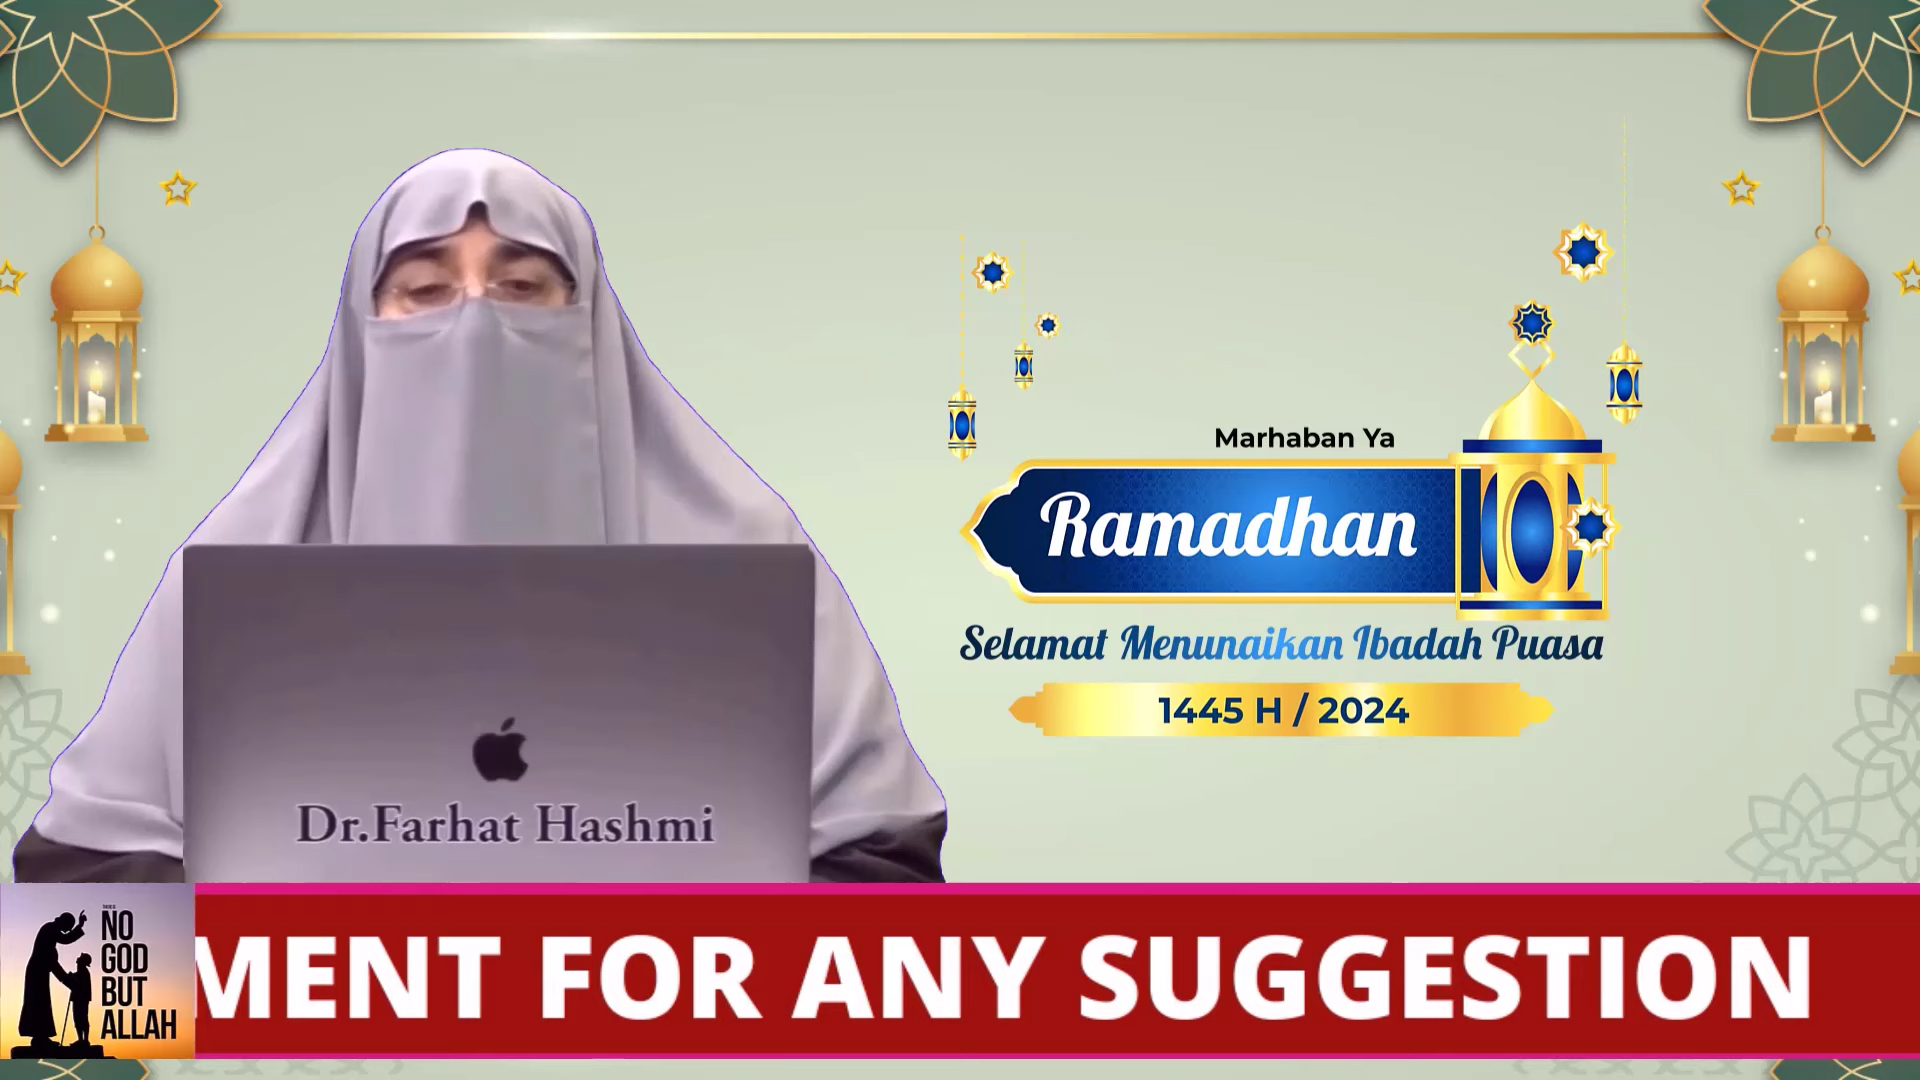 Marhaban Ya
Ramadhan
Selamat Menunaikan Ibadah Puasa
1445 H / 2024
Dr.Farhat Hashmi
NO
GOD
BUT
ALLAH
MENT FOR ANY SUGGESTION